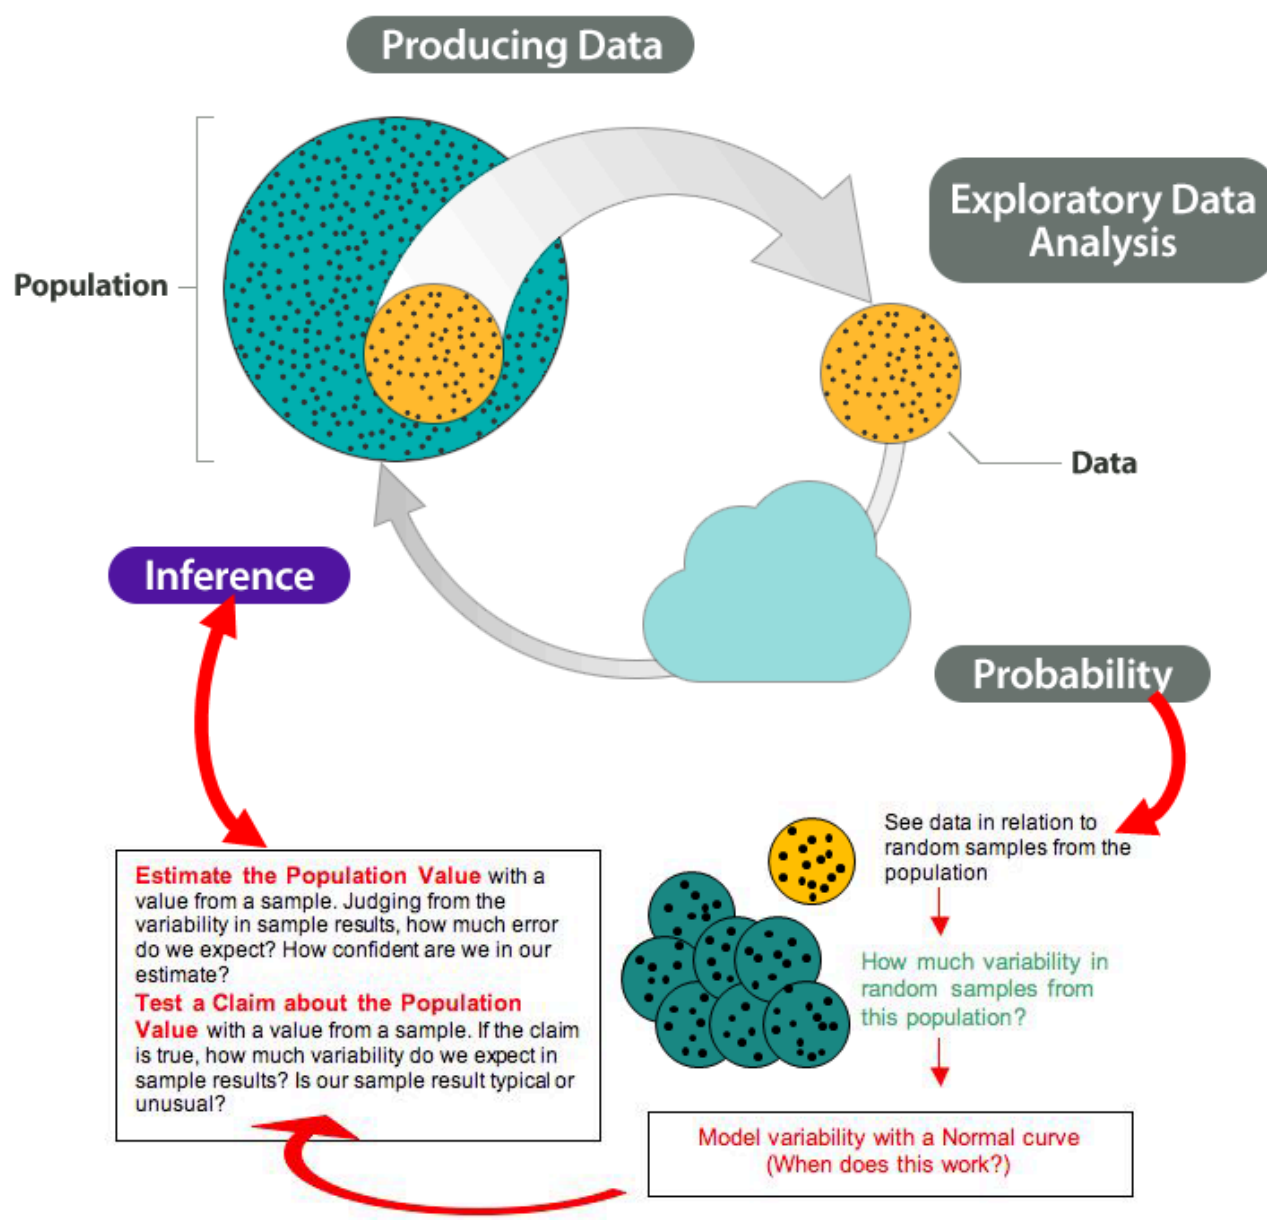 Producing Data
Exploratory Data
Analysis
Population
Data
Inference
Probability
See data in relation to
random samples from the
population
How much variability in
random samples from
this population?
Model variability with a Normal curve
(When does this work?)
Estimate the Population Value with a
value from a sample. Judging from the
variability in sample results, how much error
do we expect? How confident are we in our
estimate?
Test a Claim about the Population
Value with a value from a sample. If the claim
is true, how much variability do we expect in
sample results? Is our sample result typical or
unusual?